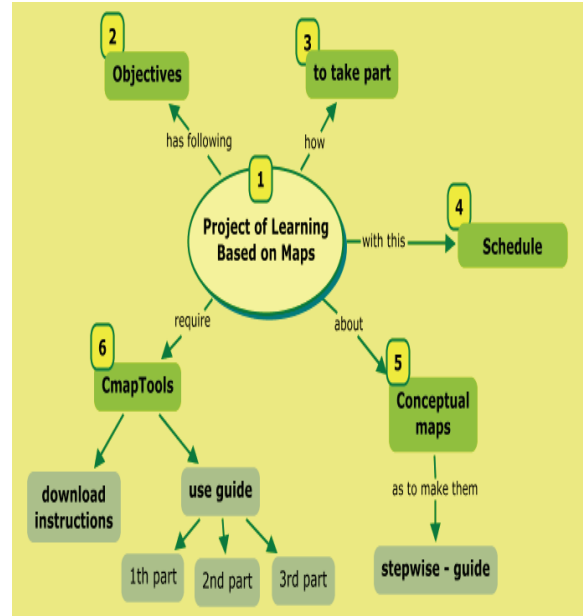 2
Objectives
3
to take part
has following
how
1
Project of Learning
Based on Maps
4
Schedule
with this
require
about
6
CmapTools
5
Conceptual
maps
download
instructions
use guide
as to make them
1th part
2nd part
3rd part
stepwise - guide